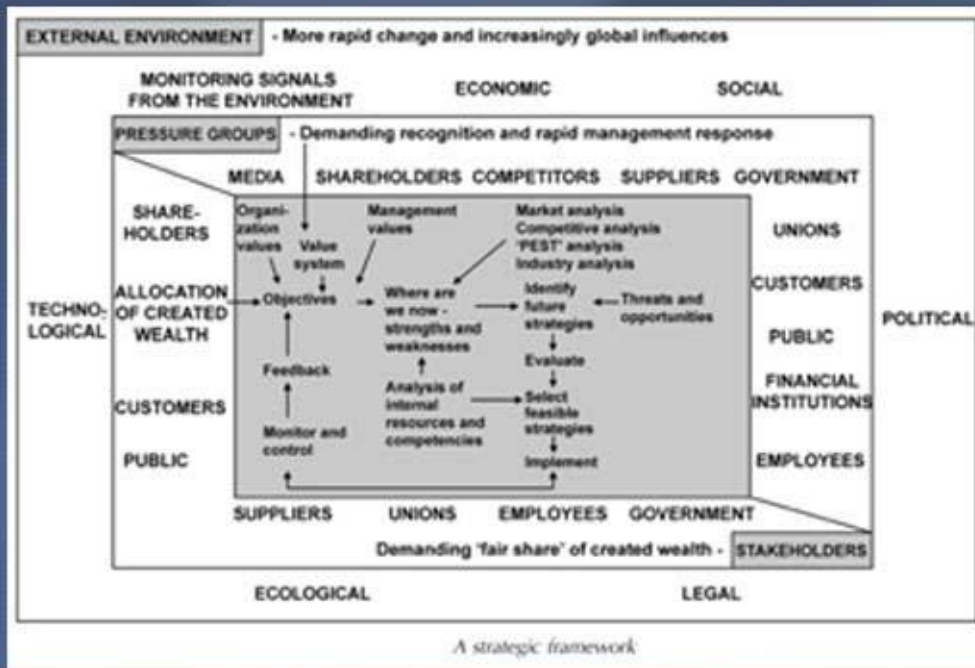 EXTERNAL ENVIRONMENT - More rapid change and increasingly global influences
MONITORING SIGNALS
FROM THE ENVIRONMENT
ECONOMIC
SOCIAL
PRESSURE GROUPS - Demanding recognition and rapid management response
MEDIA
SHAREHOLDERS
COMPETITORS
SUPPLIERS
GOVERNMENT
SHARE-
HOLDERS
ALLOCATION
OF CREATED
WEALTH
CUSTOMERS
PUBLIC
TECHNO-
LOGICAL
Organi-
zation
values
Value
system
Management
values
Market analysis
Competitive analysis
'PEST' analysis
Industry analysis
Objectives
Where are
we now -
strengths and
weaknesses
Identify
future
strategies
Threats and
opportunities
Feedback
Evaluate
Analysis of
internal
resources and
competencies
Select
feasible
strategies
Monitor and
control
Implement
UNIONS
CUSTOMERS
PUBLIC
FINANCIAL
INSTITUTIONS
EMPLOYEES
POLITICAL
SUPPLIERS
UNIONS
EMPLOYEES
GOVERNMENT
Demanding 'fair share' of created wealth - STAKEHOLDERS
ECOLOGICAL
LEGAL
A strategic framework